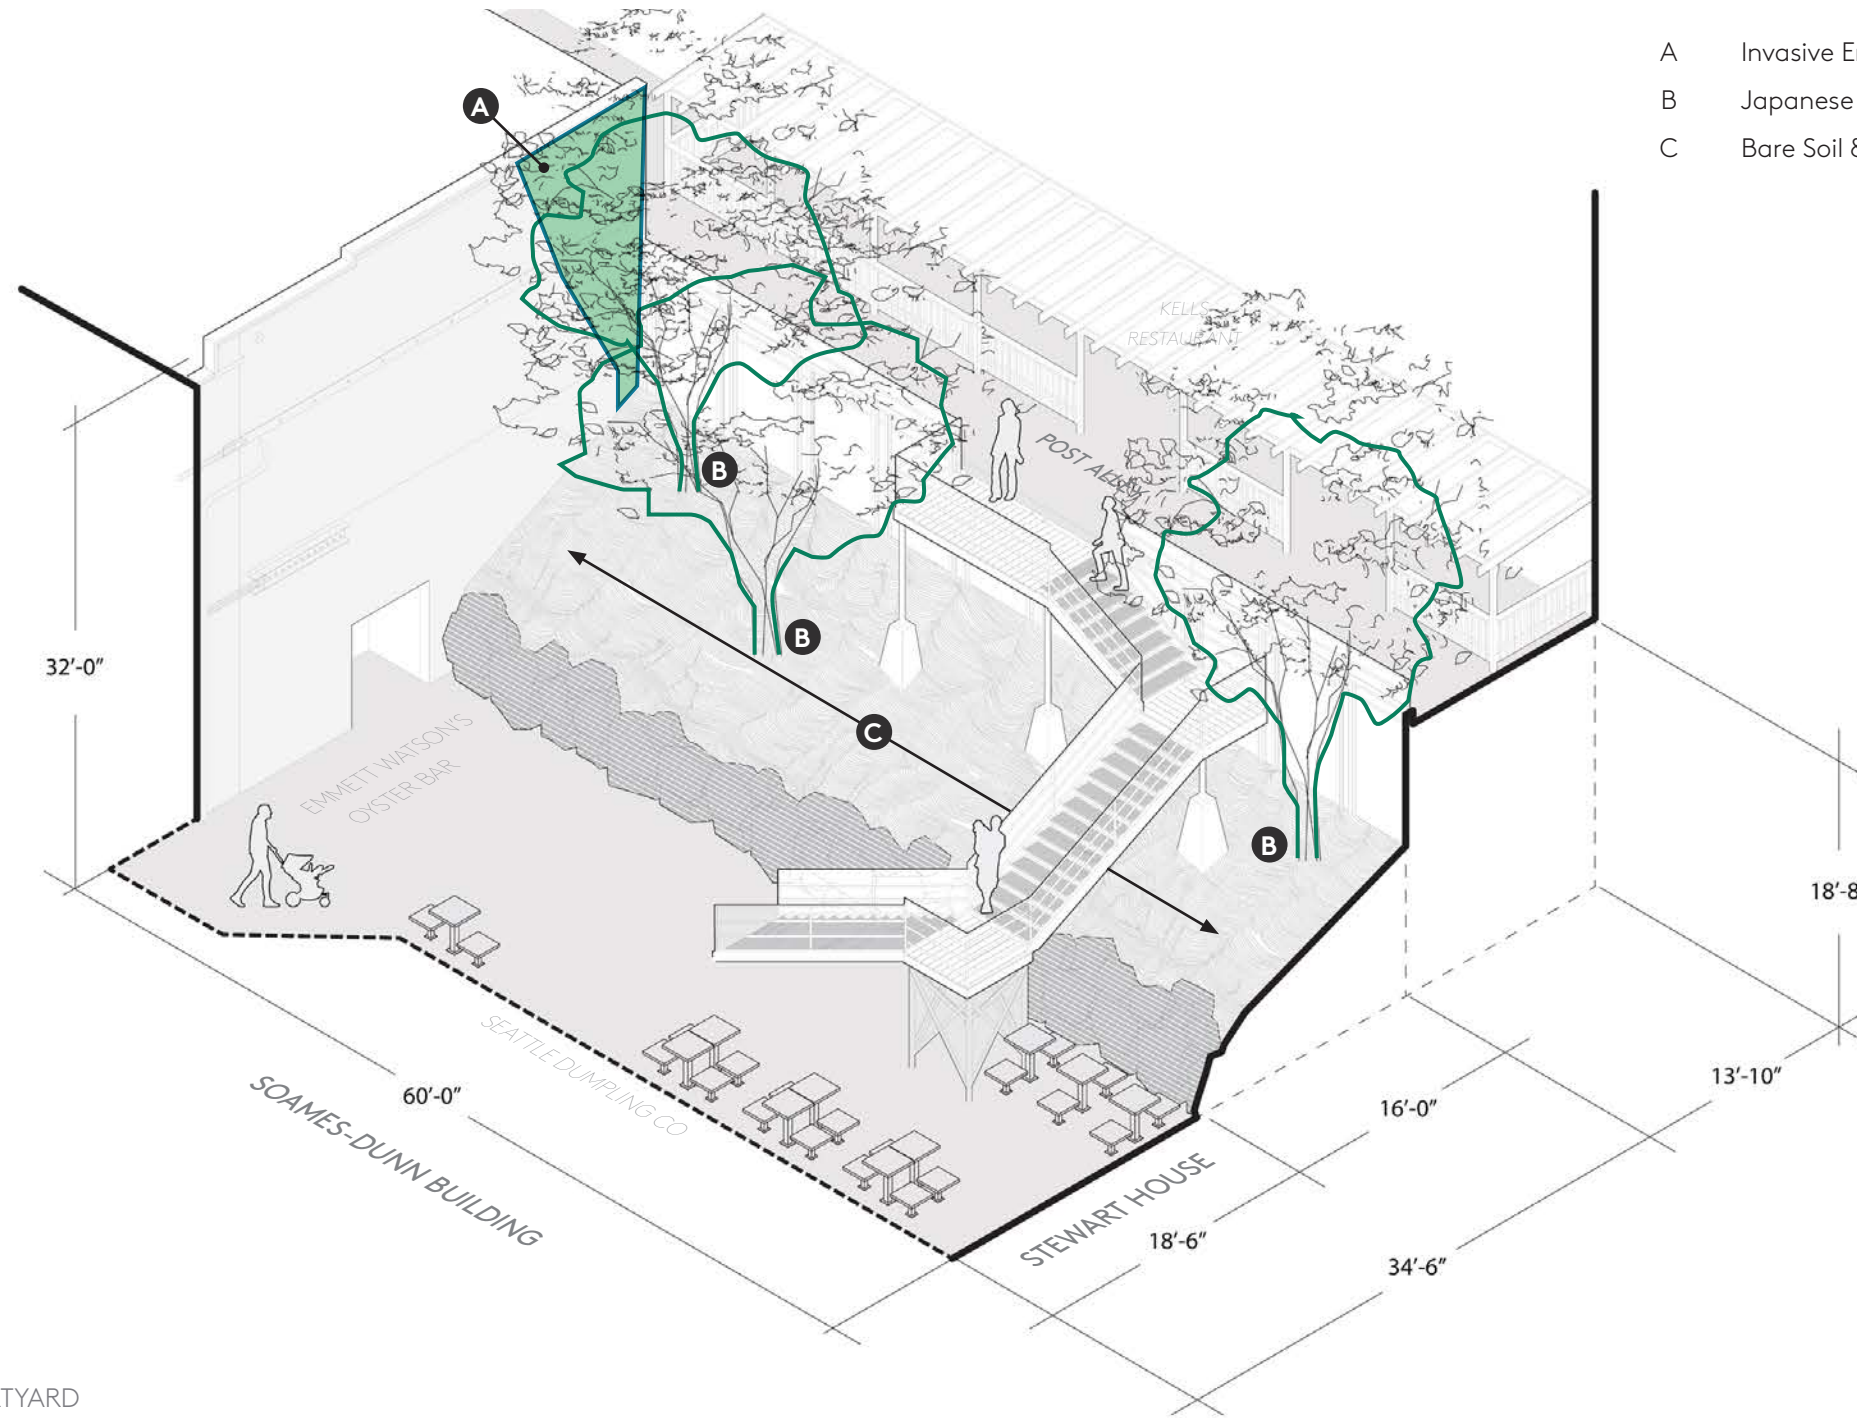 A Invasive E
B Japanese
C Bare Soil &
A
KELLS
RESTAURANT
POST ALLEY
B
B
32'-0"
C
EMMETT WATSON'S
OYSTER BAR
B
18'-8
SEATTLE DUMPLING CO
13'-10"
60'-0"
16'-0"
SOAMES-DUNN BUILDING
STEWART HOUSE
18'-6"
34'-6"
TYARD